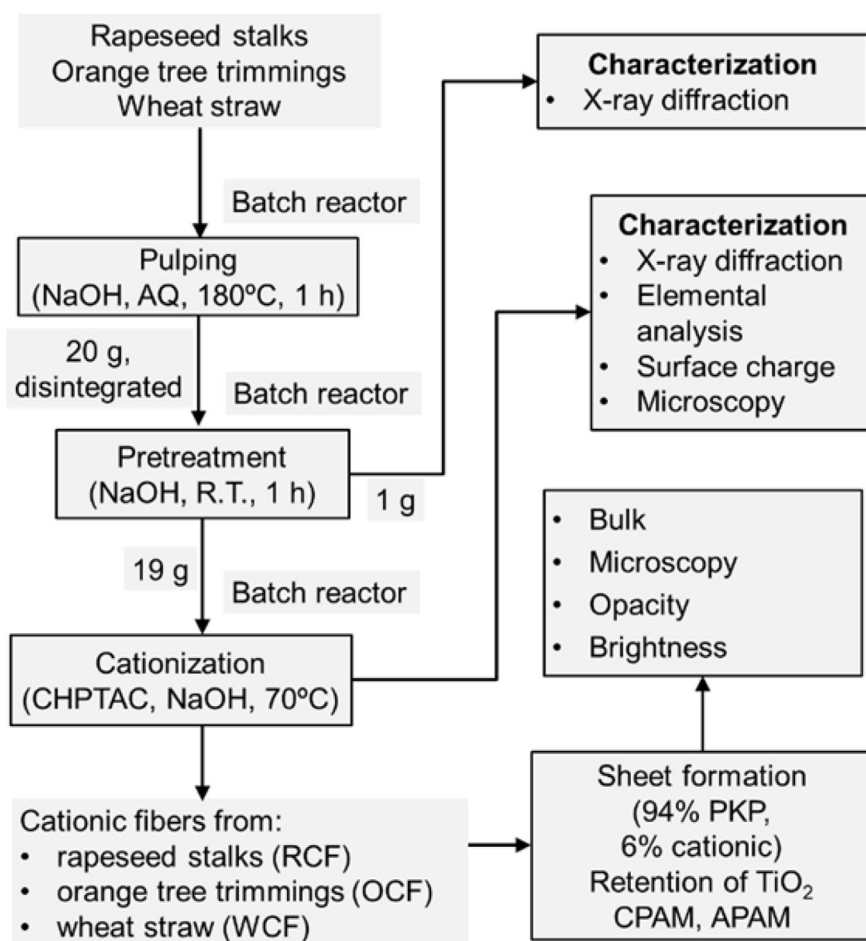 Rapeseed stalks
Orange tree trimmings
Wheat straw
Batch reactor
Pulping
(NaOH, AQ, 180ºC, 1 h)
20 g,
disintegrated
Batch reactor
Pretreatment
(NaOH, R.T., 1 h)
1 g
19 g
Batch reactor
Cationization
(CHPTAC, NaOH, 70ºC)
Cationic fibers from:
• rapeseed stalks (RCF)
• orange tree trimmings (OCF)
• wheat straw (WCF)
Characterization
• X-ray diffraction
Characterization
• X-ray diffraction
• Elemental
analysis
• Surface charge
• Microscopy
• Bulk
• Microscopy
• Opacity
• Brightness
Sheet formation
(94% PKP,
6% cationic)
Retention of TiO₂
CPAM, APAM